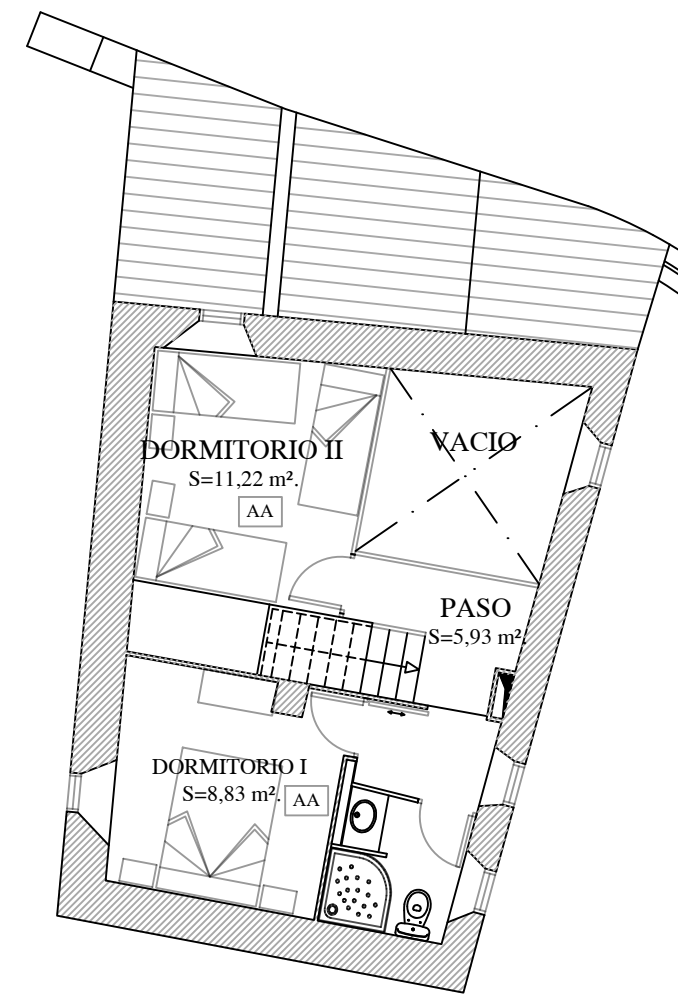 VACIO
DORMITORIO II
S=11,22 m².
AA
PASO
S=5,93 m².
DORMITORIO I
S=8,83 m².
AA